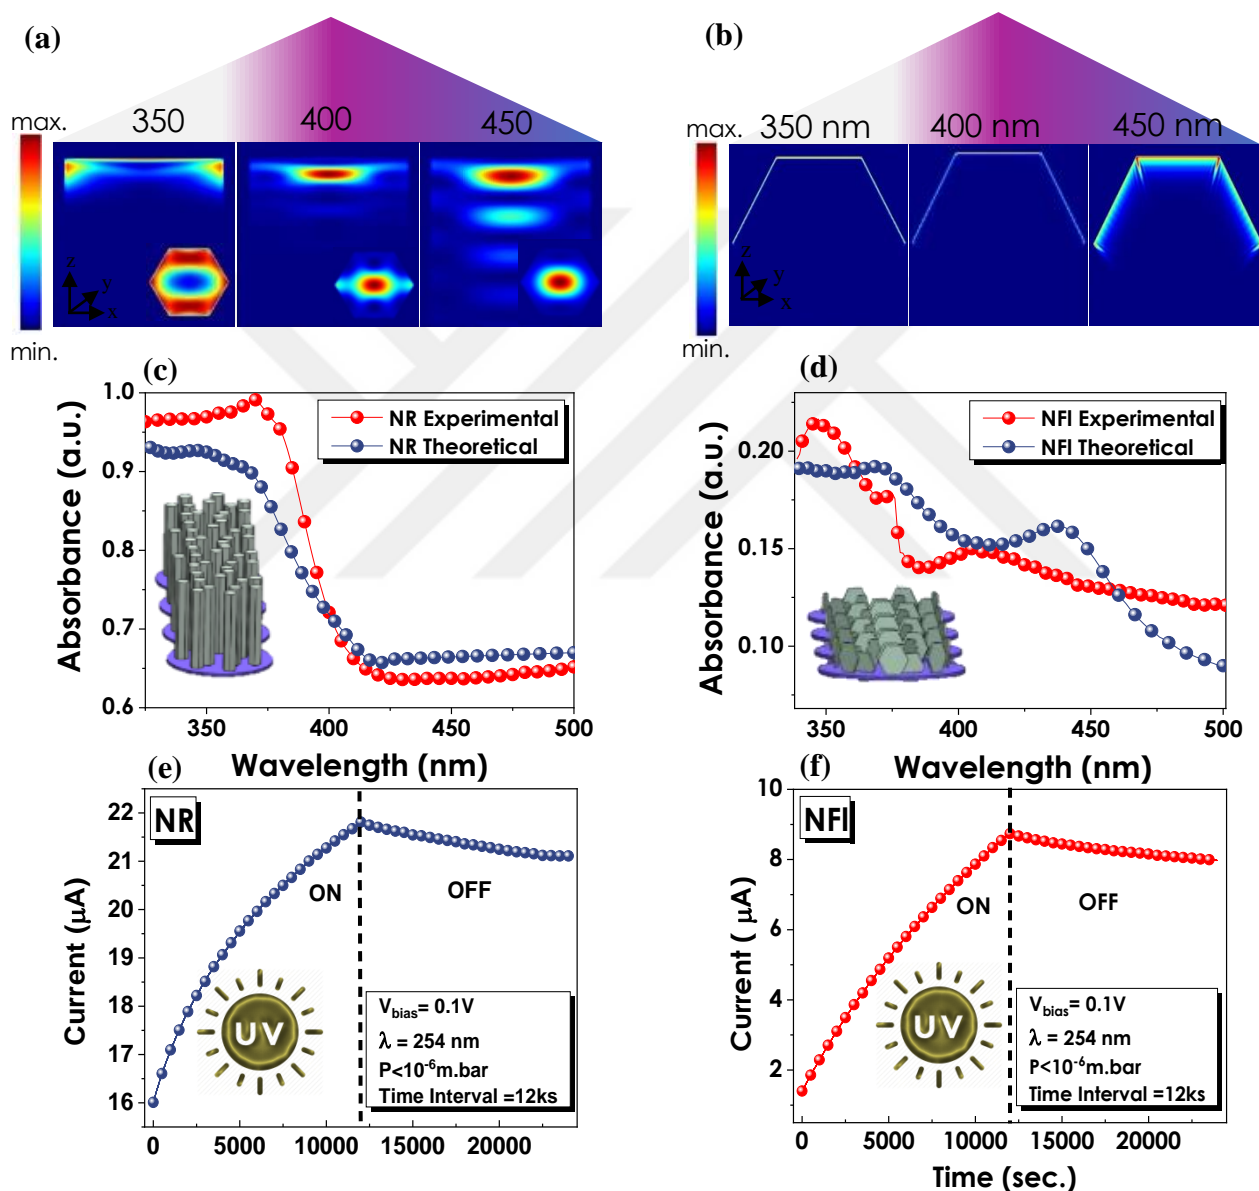 (a)
350
400
450
max.
min.
z
y
x
(b)
350 nm
400 nm
450 nm
max.
min.
z
y
x
(c)
1.0
0.9
0.8
0.7
0.6
Absorbance (a.u.)
NR Experimental
NR Theoretical
350
400
450
500
Wavelength (nm)
(d)
0.20
0.15
0.10
Absorbance (a.u.)
NFl Experimental
NFl Theoretical
350
400
450
500
Wavelength (nm)
(e)
NR
22
21
20
19
18
17
16
Current (μA)
ON
OFF
UV
Vbias= 0.1V
λ = 254 nm
P<10-6m.bar
Time Interval =12ks
0
5000
10000
15000
20000
(f)
NFl
10
8
6
4
2
Current ( μA)
ON
OFF
UV
Vbias= 0.1V
λ = 254 nm
P<10-6m.bar
Time Interval =12ks
0
5000
10000
15000
20000
Time (sec.)